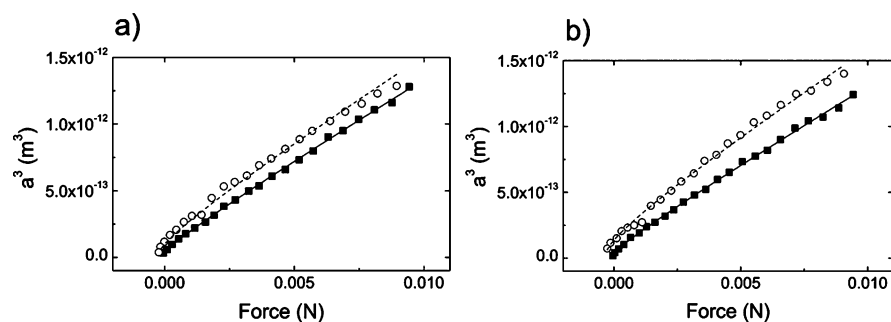 a)
1.5x10⁻¹²
1.0x10⁻¹²
5.0x10⁻¹³
0.0
a³ (m³)
0.000
0.005
0.010
Force (N)
b)
1.5x10⁻¹²
1.0x10⁻¹²
5.0x10⁻¹³
0.0
a³ (m³)
0.000
0.005
0.010
Force (N)